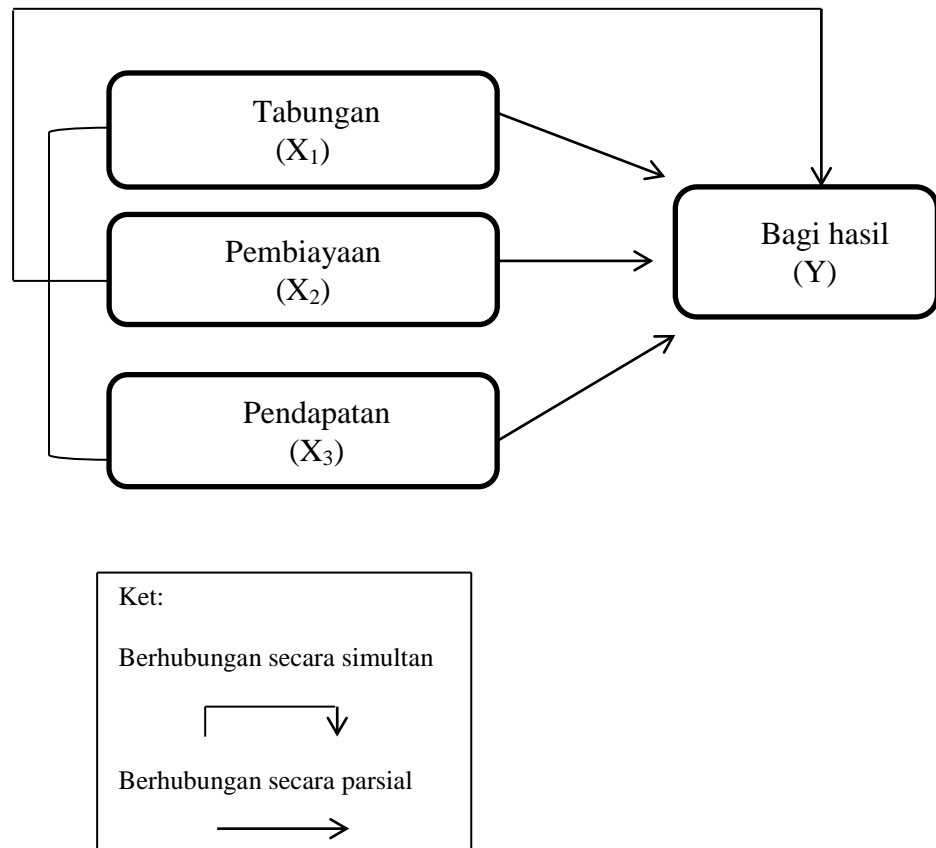 Tabungan
(X₁)
Pembiayaan
(X₂)
Pendapatan
(X₃)
Bagi hasil
(Y)
Ket:
Berhubungan secara simultan
Berhubungan secara parsial